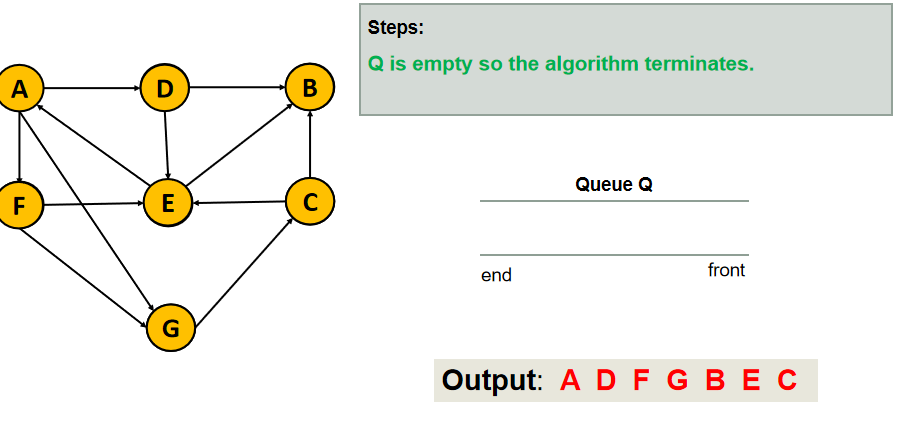 Steps:
Q is empty so the algorithm terminates.
A
D
B
F
E
C
G
Queue Q
end
front
Output: A D F G B E C